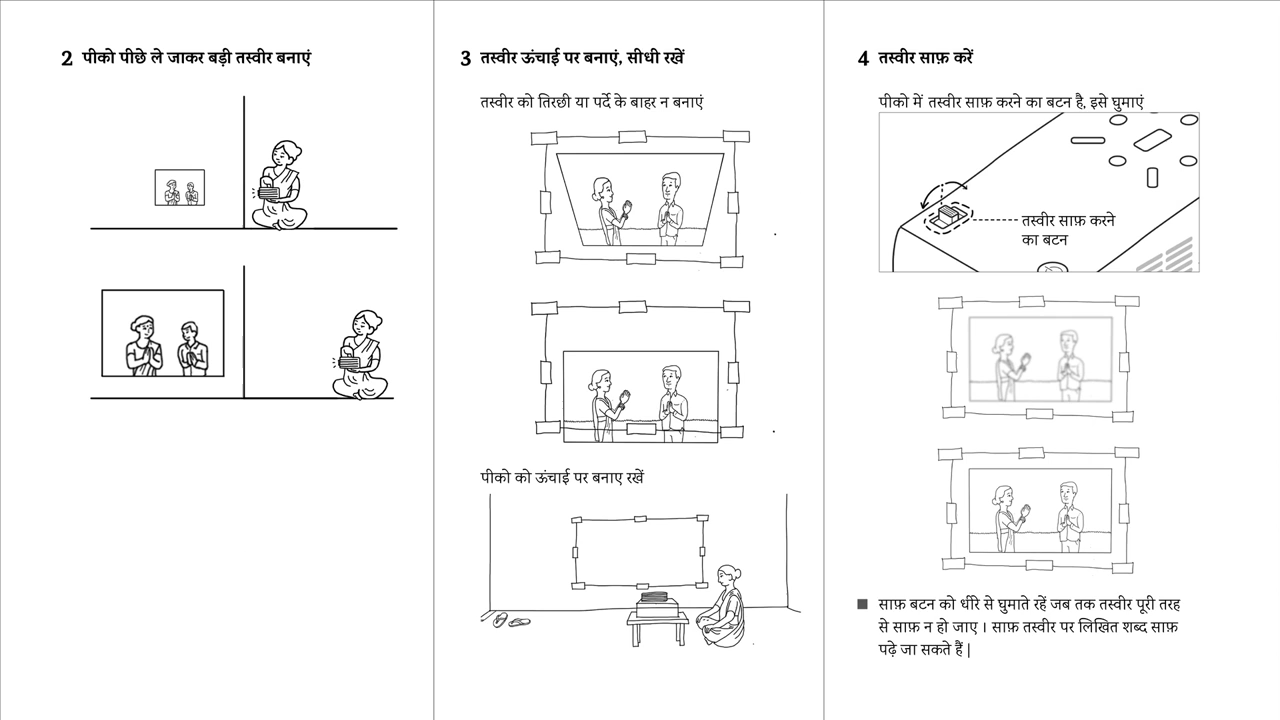 2 पीको पीछे ले जाकर बड़ी तस्वीर बनाएं
3 तस्वीर ऊंचाई पर बनाएं, सीधी रखें
तस्वीर को तिरछी या पर्दे के बाहर न बनाएं
पीको को ऊंचाई पर बनाए रखें
4 तस्वीर साफ़ करें
पीको में तस्वीर साफ़ करने का बटन है, इसे घुमाएं
तस्वीर साफ़ करने
का बटन
■ साफ़ बटन को धीरे से घुमाते रहें जब तक तस्वीर पूरी तरह
से साफ़ न हो जाए । साफ़ तस्वीर पर लिखित शब्द साफ़
पढ़े जा सकते हैं |